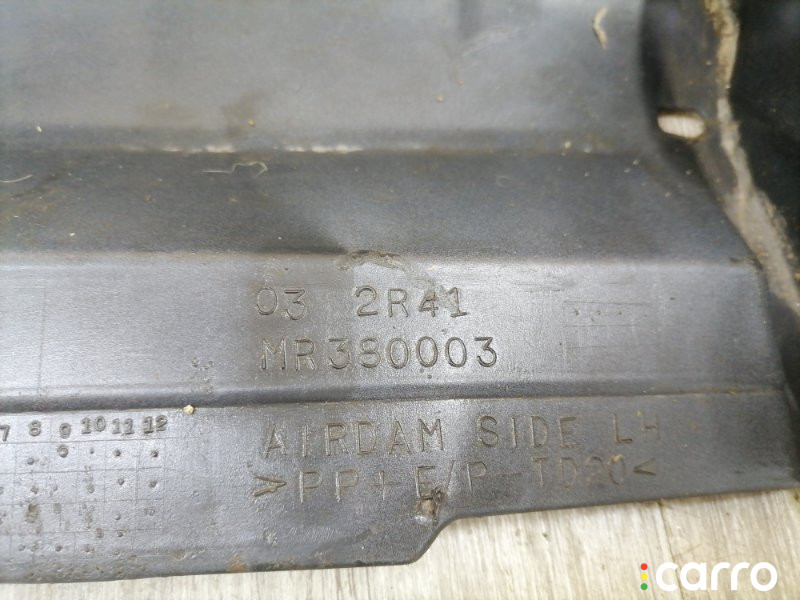 03 2R41
MR380003
7 8 9 10 11 12
AIRDAM SIDE LH
>PP+E/P-TD20<
carro